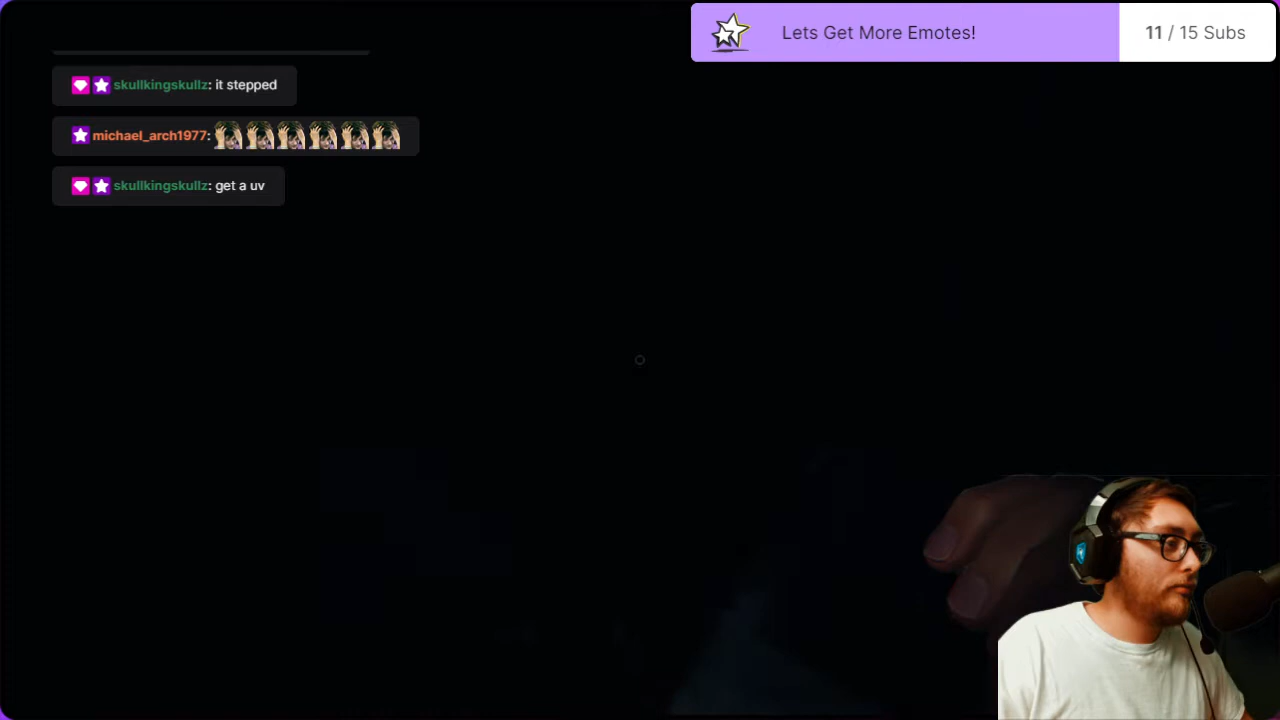 Lets Get More Emotes!
11 / 15 Subs
skullkingskullz: it stepped
michael_arch1977:
skullkingskullz: get a uv